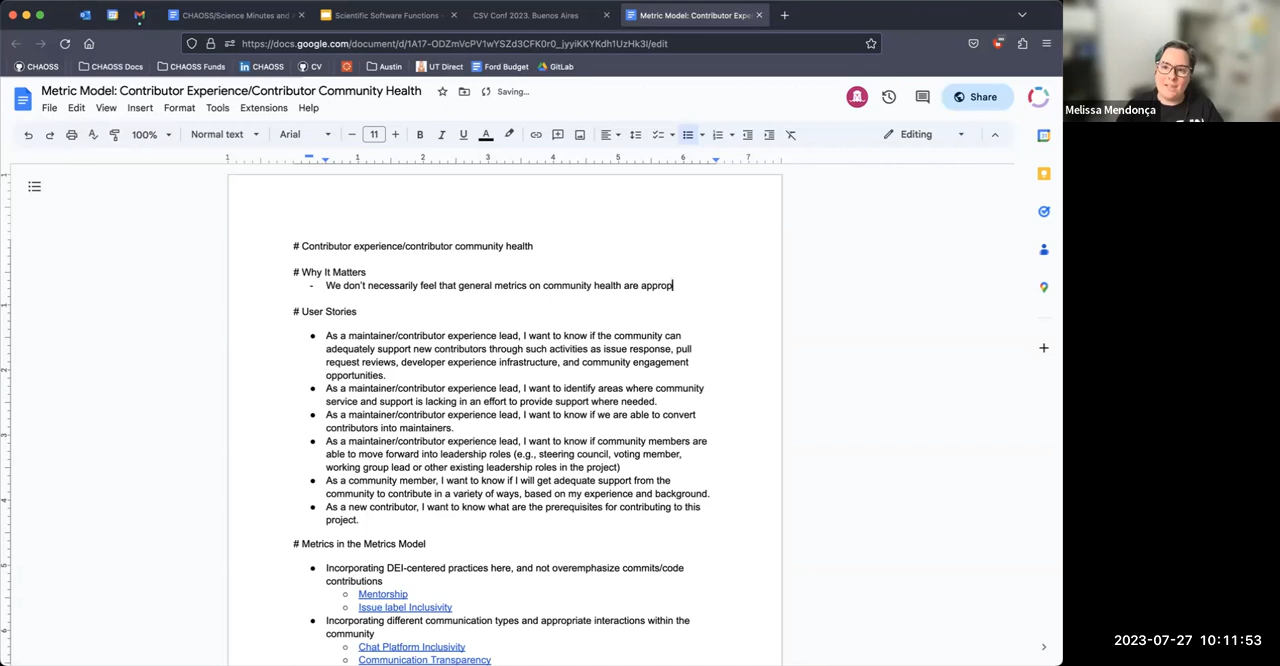 CHAOSS/Science Minutes and
Scientific Software Functions
CSV Conf 2023. Buenos Aires
Metric Model: Contributor Expe
https://docs.google.com/document/d/1A17-ODZmVcPV1wYSZd3CFK0r0_jyyiKKYKdh1UzHk3I/edit
CHAOSS
CHAOSS Docs
CHAOSS Funds
CHAOSS
CV
Austin
UT Direct
Ford Budget
GitLab
Metric Model: Contributor Experience/Contributor Community Health
Saving...
File Edit View Insert Format Tools Extensions Help
Share
Melissa Mendonça
100%
Normal text
Arial
11
Editing
1 1 2 3 4 5 6 7
# Contributor experience/contributor community health
# Why It Matters
- We don't necessarily feel that general metrics on community health are approp
# User Stories
● As a maintainer/contributor experience lead, I want to know if the community can
adequately support new contributors through such activities as issue response, pull
request reviews, developer experience infrastructure, and community engagement
opportunities.
● As a maintainer/contributor experience lead, I want to identify areas where community
service and support is lacking in an effort to provide support where needed.
● As a maintainer/contributor experience lead, I want to know if we are able to convert
contributors into maintainers.
● As a maintainer/contributor experience lead, I want to know if community members are
able to move forward into leadership roles (e.g., steering council, voting member,
working group lead or other existing leadership roles in the project)
● As a community member, I want to know if I will get adequate support from the
community to contribute in a variety of ways, based on my experience and background.
● As a new contributor, I want to know what are the prerequisites for contributing to this
project.
# Metrics in the Metrics Model
● Incorporating DEI-centered practices here, and not overemphasize commits/code
contributions
○ Mentorship
○ Issue label Inclusivity
● Incorporating different communication types and appropriate interactions within the
community
○ Chat Platform Inclusivity
○ Communication Transparency
2023-07-27 10:11:53